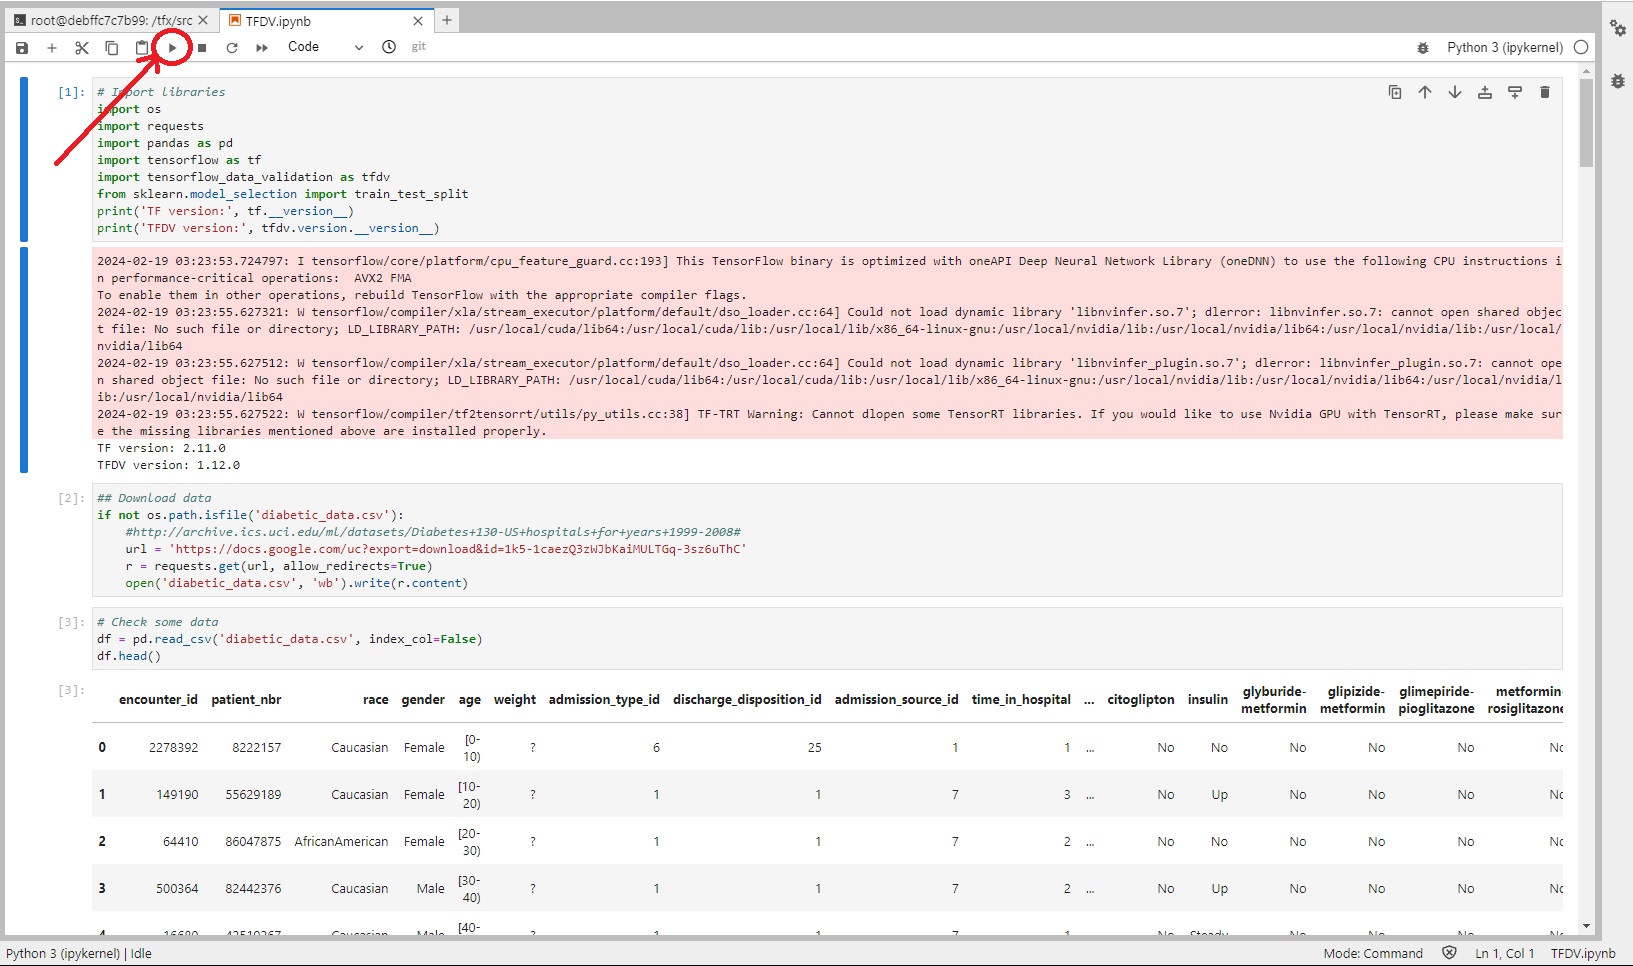 root@debffc7c7b99: /tfx/src
TFDV.ipynb
Code
git
Python 3 (ipykernel)
[1]:
# Import libraries
import os
import requests
import pandas as pd
import tensorflow as tf
import tensorflow_data_validation as tfdv
from sklearn.model_selection import train_test_split
print('TF version:', tf.__version__)
print('TFDV version:', tfdv.version.__version__)
2024-02-19 03:23:53.724797: I tensorflow/core/platform/cpu_feature_guard.cc:193] This TensorFlow binary is optimized with oneAPI Deep Neural Network Library (oneDNN) to use the following CPU instructions i
n performance-critical operations:  AVX2 FMA
To enable them in other operations, rebuild TensorFlow with the appropriate compiler flags.
2024-02-19 03:23:55.627321: W tensorflow/compiler/xla/stream_executor/platform/default/dso_loader.cc:64] Could not load dynamic library 'libnvinfer.so.7'; dlerror: libnvinfer.so.7: cannot open shared objec
t file: No such file or directory; LD_LIBRARY_PATH: /usr/local/cuda/lib64:/usr/local/cuda/lib:/usr/local/lib/x86_64-linux-gnu:/usr/local/nvidia/lib:/usr/local/nvidia/lib64:/usr/local/nvidia/lib:/usr/local/
nvidia/lib64
2024-02-19 03:23:55.627512: W tensorflow/compiler/xla/stream_executor/platform/default/dso_loader.cc:64] Could not load dynamic library 'libnvinfer_plugin.so.7'; dlerror: libnvinfer_plugin.so.7: cannot ope
n shared object file: No such file or directory; LD_LIBRARY_PATH: /usr/local/cuda/lib64:/usr/local/cuda/lib:/usr/local/lib/x86_64-linux-gnu:/usr/local/nvidia/lib:/usr/local/nvidia/lib64:/usr/local/nvidia/l
ib:/usr/local/nvidia/lib64
2024-02-19 03:23:55.627522: W tensorflow/compiler/tf2tensorrt/utils/py_utils.cc:38] TF-TRT Warning: Cannot dlopen some TensorRT libraries. If you would like to use Nvidia GPU with TensorRT, please make sur
e the missing libraries mentioned above are installed properly.
TF version: 2.11.0
TFDV version: 1.12.0
[2]:
## Download data
if not os.path.isfile('diabetic_data.csv'):
#http://archive.ics.uci.edu/ml/datasets/Diabetes+130-US+hospitals+for+years+1999-2008#
url = 'https://docs.google.com/uc?export=download&id=1k5-1caezQ3zWJbKaiMULTGq-3sz6uThC'
r = requests.get(url, allow_redirects=True)
open('diabetic_data.csv', 'wb').write(r.content)
[3]:
# Check some data
df = pd.read_csv('diabetic_data.csv', index_col=False)
df.head()
[3]:
encounter_id patient_nbr race gender age weight admission_type_id discharge_disposition_id admission_source_id time_in_hospital ... citoglipton insulin glyburide-metformin glipizide-metformin glimepiride-pioglitazone metformin-rosiglitazone
0 2278392 8222157 Caucasian Female [0-10) ? 6 25 1 1 ... No No No No No No
1 149190 55629189 Caucasian Female [10-20) ? 1 1 7 3 ... No Up No No No No
2 64410 86047875 AfricanAmerican Female [20-30) ? 1 1 7 2 ... No No No No No No
3 500364 82442376 Caucasian Male [30-40) ? 1 1 7 2 ... No Up No No No No
4 16680 42519267 Caucasian Male [40- ? 1 1 7 1 ... No Steady No No No No
Python 3 (ipykernel) | Idle
Mode: Command
Ln 1, Col 1
TFDV.ipynb